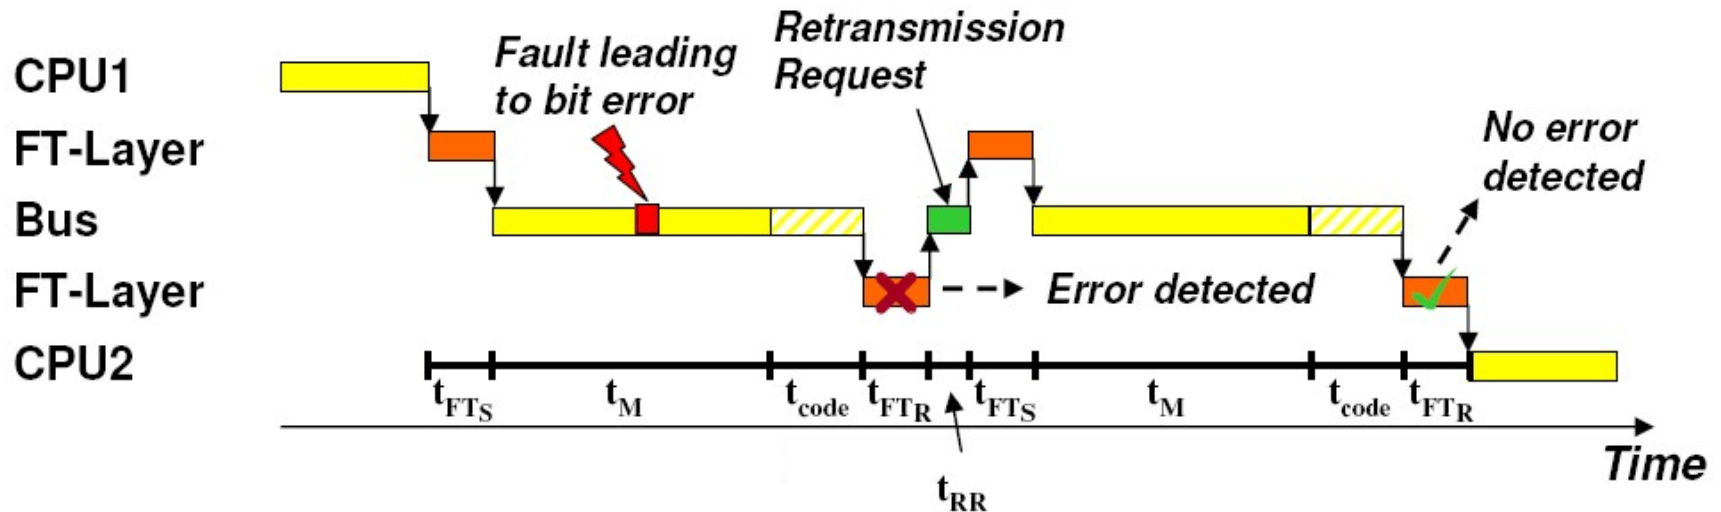 Retransmission
Request
Fault leading
to bit error
CPU1
No error
detected
FT-Layer
Bus
FT-Layer
Error detected
CPU2
tFTS tM tcode tFTR tFTS tM tcode tFTR
Time
tRR